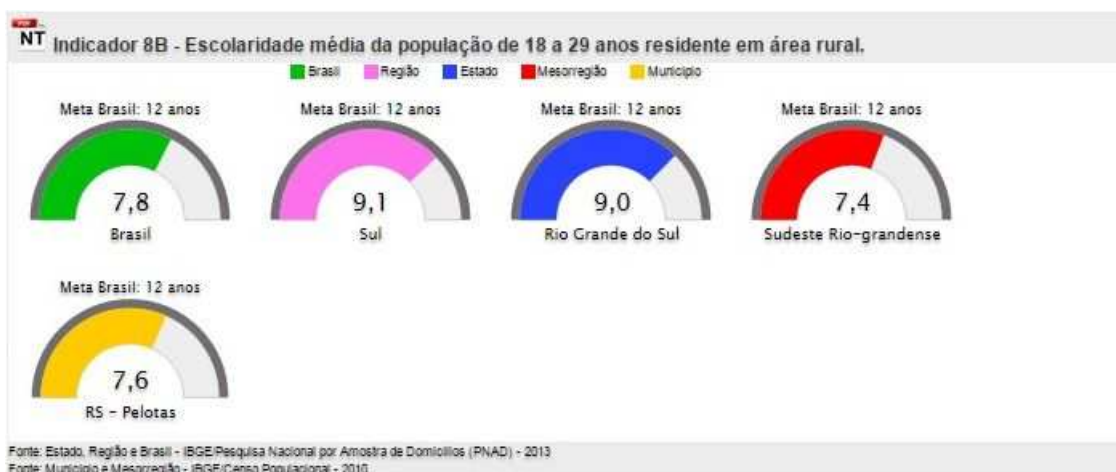 PDF
NT Indicador 8B - Escolaridade média da população de 18 a 29 anos residente em área rural.
Brasil Região Estado Mesorregião Município
Meta Brasil: 12 anos Meta Brasil: 12 anos Meta Brasil: 12 anos Meta Brasil: 12 anos
7,8 9,1 9,0 7,4
Brasil Sul Rio Grande do Sul Sudeste Rio-grandense
Meta Brasil: 12 anos
7,6
RS - Pelotas
Fonte: Estado, Região e Brasil - IBGE/Pesquisa Nacional por Amostra de Domicílios (PNAD) - 2013
Fonte: Município e Mesorregião - IBGE/Censo Populacional - 2010